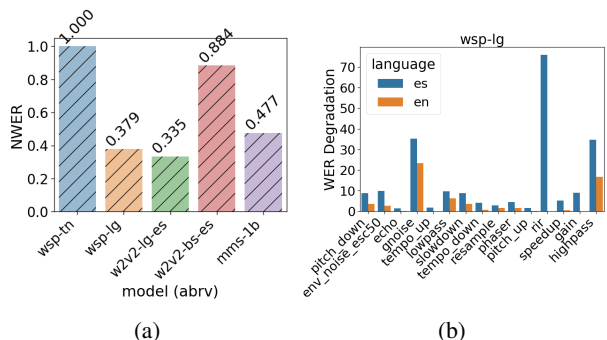 1.000
0.884
0.379
0.335
0.477
1.0
0.8
0.6
0.4
0.2
0.0
NWER
wsp-tn
wsp-lg
w2v2-lg-es
w2v2-bs-es
mms-1b
model (abrv)
(a)
wsp-lg
language
es
en
70
60
50
40
30
20
10
0
WER Degradation
pitch_down
env_noise_esc50
echo
gnoise
tempo_up
lowpass
slowdown
tempo_down
resample
phaser
pitch_up
rir
speedup
gain
highpass
(b)